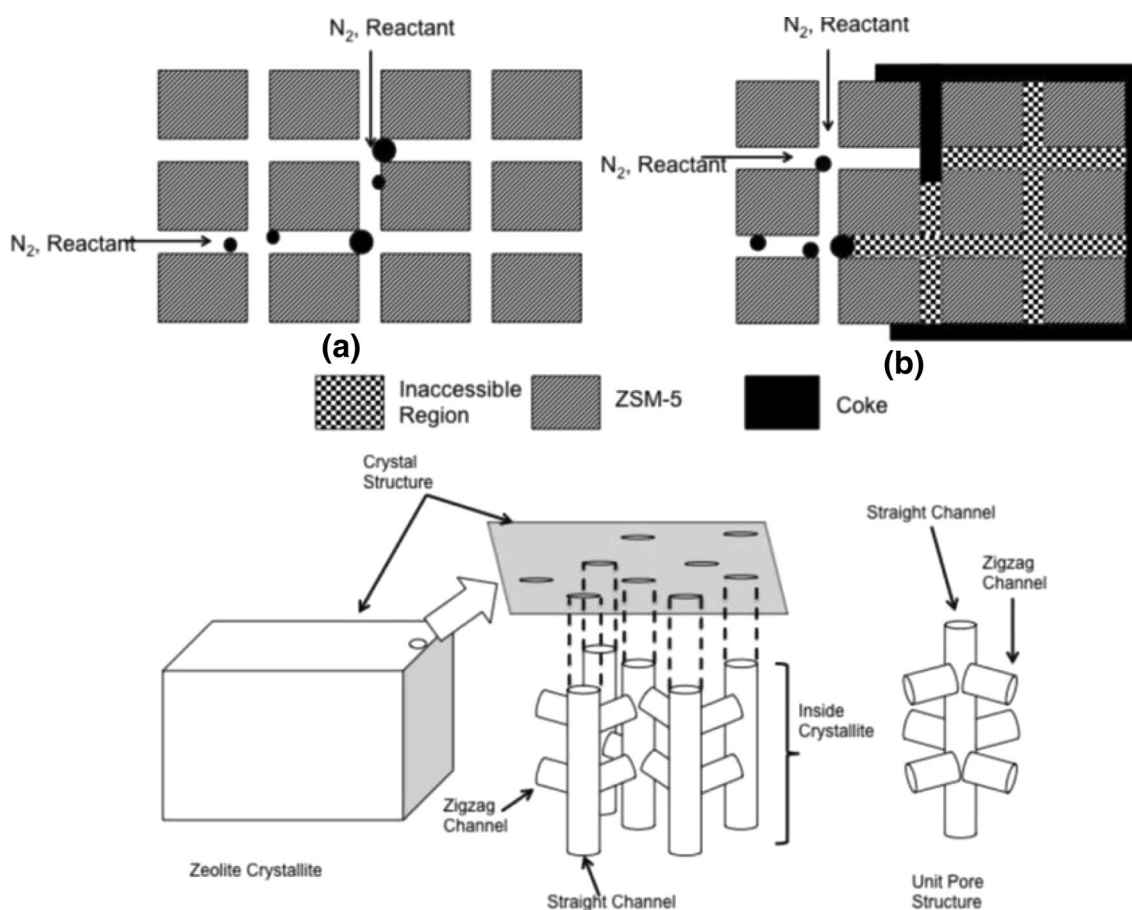 N₂, Reactant
N₂, Reactant
N₂, Reactant
N₂, Reactant
(a)
(b)
Inaccessible
Region
ZSM-5
Coke
Crystal
Structure
Straight Channel
Zigzag
Channel
Inside
Crystallite
Zigzag
Channel
Zeolite Crystallite
Straight Channel
Unit Pore
Structure